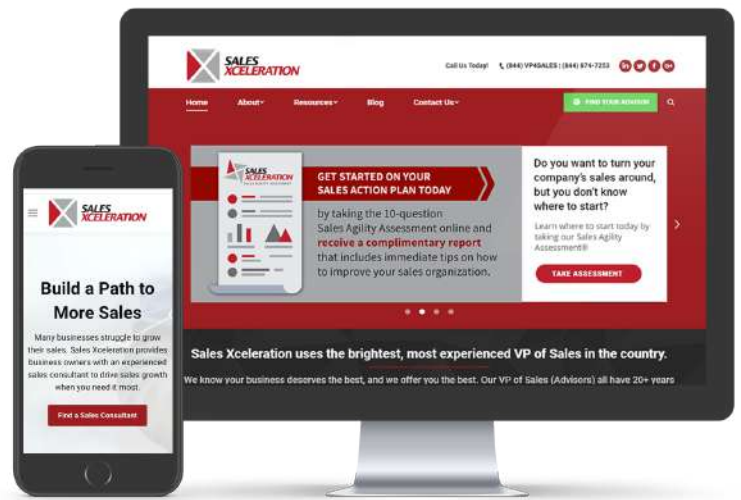 SALES
XCELERATION
Call Us Today! (844) VP4SALES | (844) 874-7253
Home About Resources Blog Contact Us FIND YOUR ADVISOR
SALES
XCELERATION
SALES AGILITY ASSESSMENT
GET STARTED ON YOUR
SALES ACTION PLAN TODAY
by taking the 10-question
Sales Agility Assessment online and
receive a complimentary report
that includes immediate tips on how
to improve your sales organization.
Do you want to turn your
company's sales around,
but you don't know
where to start?
Learn where to start today by
taking our Sales Agility
Assessment®
TAKE ASSESSMENT
Sales Xceleration uses the brightest, most experienced VP of Sales in the country.
We know your business deserves the best, and we offer you the best. Our VP of Sales (Advisors) all have 20+ years
SALES
XCELERATION
Build a Path to
More Sales
Many businesses struggle to grow
their sales. Sales Xceleration provides
business owners with an experienced
sales consultant to drive sales growth
when you need it most.
Find a Sales Consultant